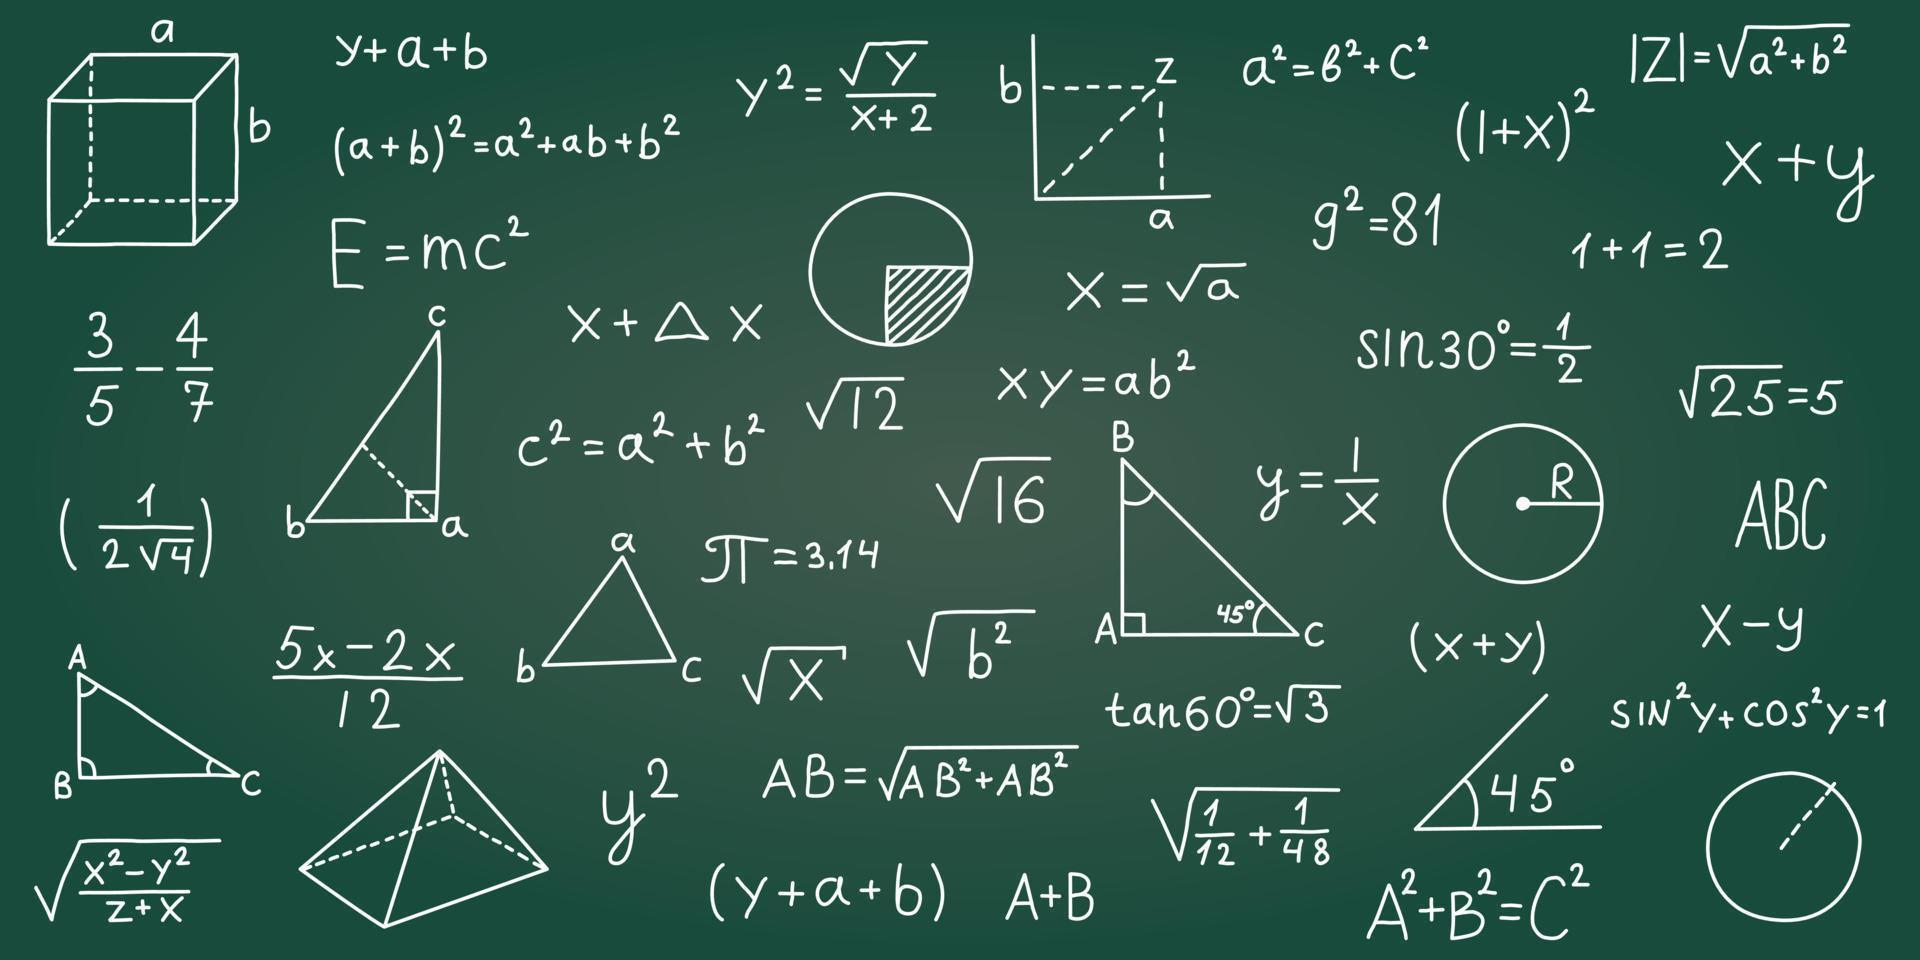 a
b
y+a+b
(a+b)²=a²+ab+b²
E=mc²
y²=√y/x+2
b
z
a
a²=b²+c²
|Z|=√a²+b²
(1+x)²
x+y
g²=81
1+1=2
3/5-4/7
c
b
a
x+△x
x=√a
sin30°=1/2
xy=ab²
√12
√25=5
c²=a²+b²
√16
B
A
C
45°
y=1/x
R
ABC
(1/2√4)
a
b
c
π=3.14
5x-2x/12
√x
√b²
(x+y)
x-y
A
B
C
tan60°=√3
sin²y+cos²y=1
y²
AB=√AB²+AB²
√1/12+1/48
45°
√x²-y²/z+x
(y+a+b)
A+B
A²+B²=C²